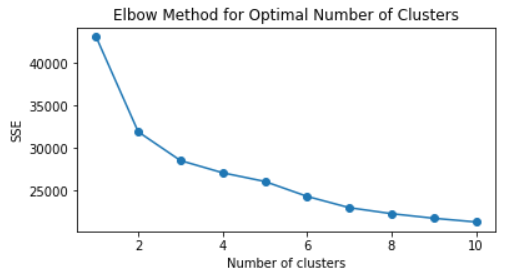 Elbow Method for Optimal Number of Clusters
40000
35000
30000
25000
SSE
2 4 6 8 10
Number of clusters